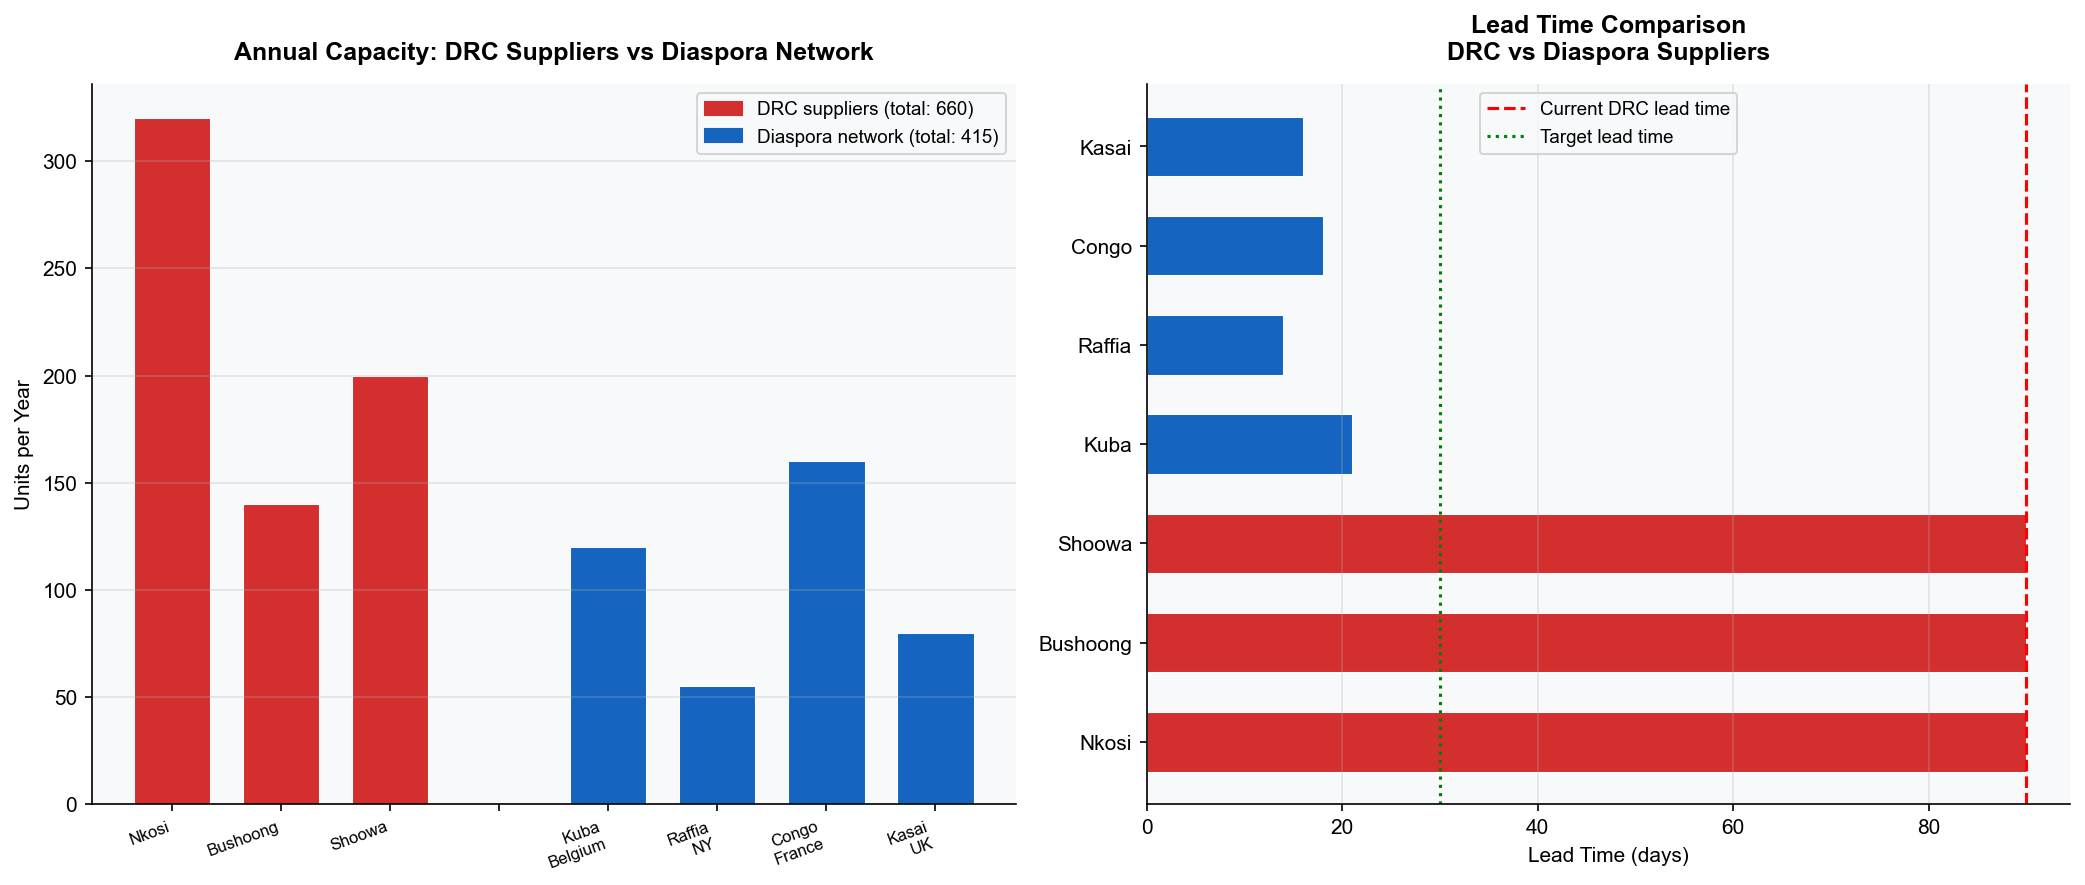 Annual Capacity: DRC Suppliers vs Diaspora Network
DRC suppliers (total: 660)
Diaspora network (total: 415)
Units per Year
300
250
200
150
100
50
0
Nkosi
Bushoong
Shoowa
Kuba
Belgium
Raffia
NY
Congo
France
Kasai
UK
Lead Time Comparison
DRC vs Diaspora Suppliers
Current DRC lead time
Target lead time
Kasai
Congo
Raffia
Kuba
Shoowa
Bushoong
Nkosi
0
20
40
60
80
Lead Time (days)